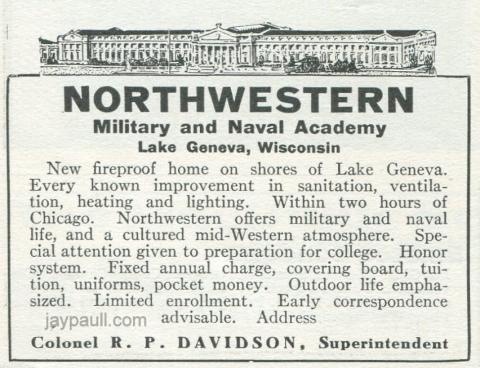 NORTHWESTERN
Military and Naval Academy
Lake Geneva, Wisconsin
New fireproof home on shores of Lake Geneva.
Every known improvement in sanitation, ventila-
tion, heating and lighting. Within two hours of
Chicago. Northwestern offers military and naval
life, and a cultured mid-Western atmosphere. Spe-
cial attention given to preparation for college. Honor
system. Fixed annual charge, covering board, tui-
tion, uniforms, pocket money. Outdoor life empha-
sized. Limited enrollment. Early correspondence
jaypaull.com advisable. Address
Colonel R. P. DAVIDSON, Superintendent